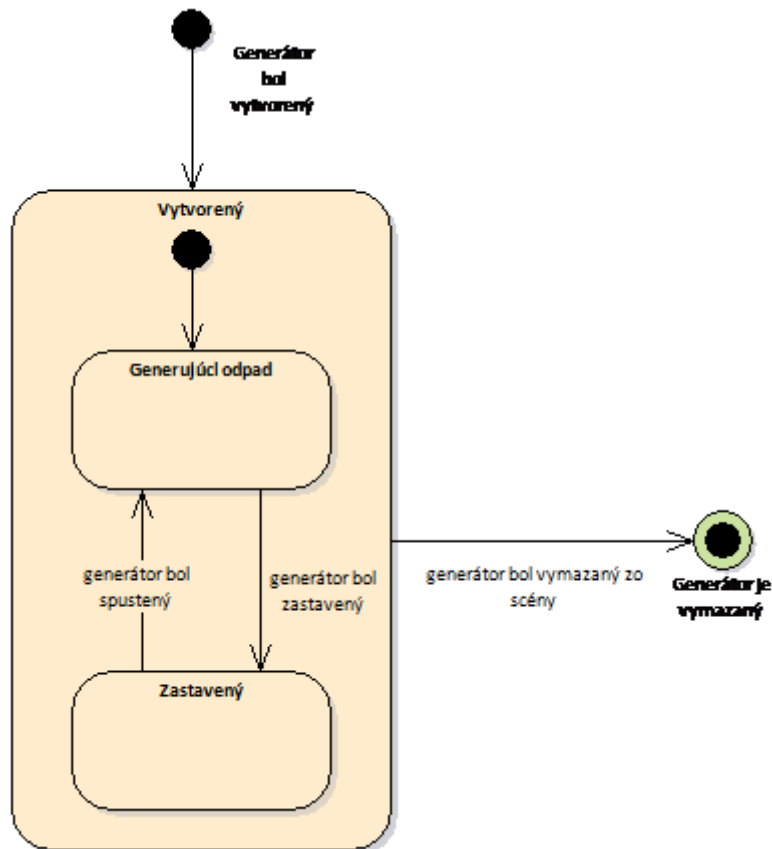 Generátor
bol
vytvorený
Vytvorený
Generujúci odpad
generátor bol
spustený
generátor bol
zastavený
generátor bol vymazaný zo
scény
Generátor je
vymazaný
Zastavený